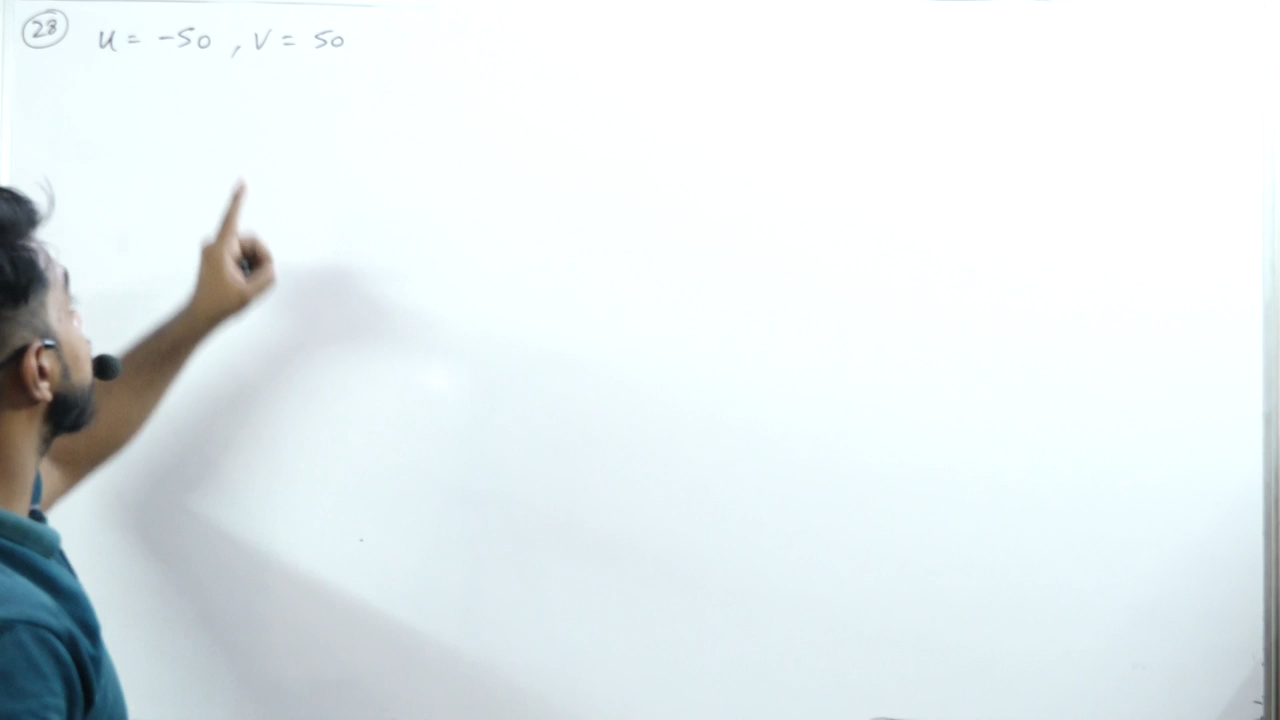 28 u = -50 , v = 50